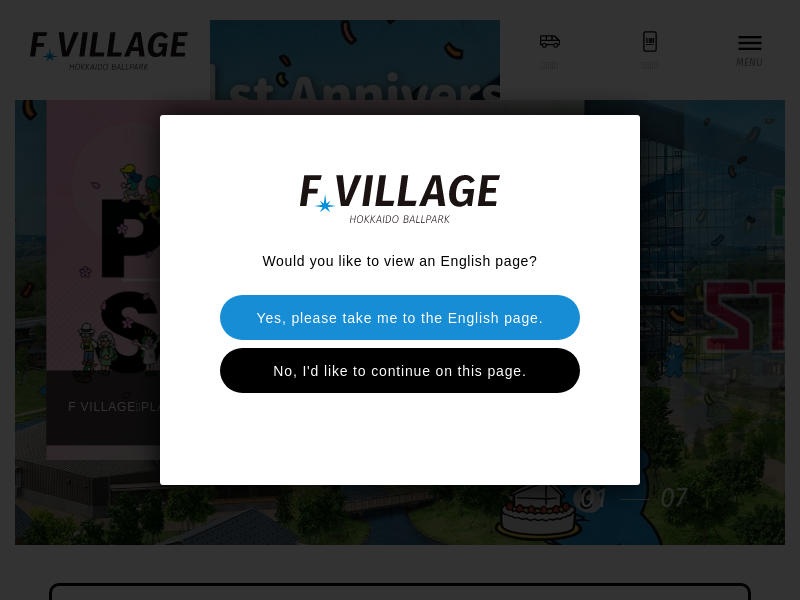 F VILLAGE
HOKKAIDO BALLPARK
st Annivers
MENU
F VILLAGE
HOKKAIDO BALLPARK
Would you like to view an English page?
Yes, please take me to the English page.
No, I'd like to continue on this page.
P
S
ST
F VILLAGE
01
07